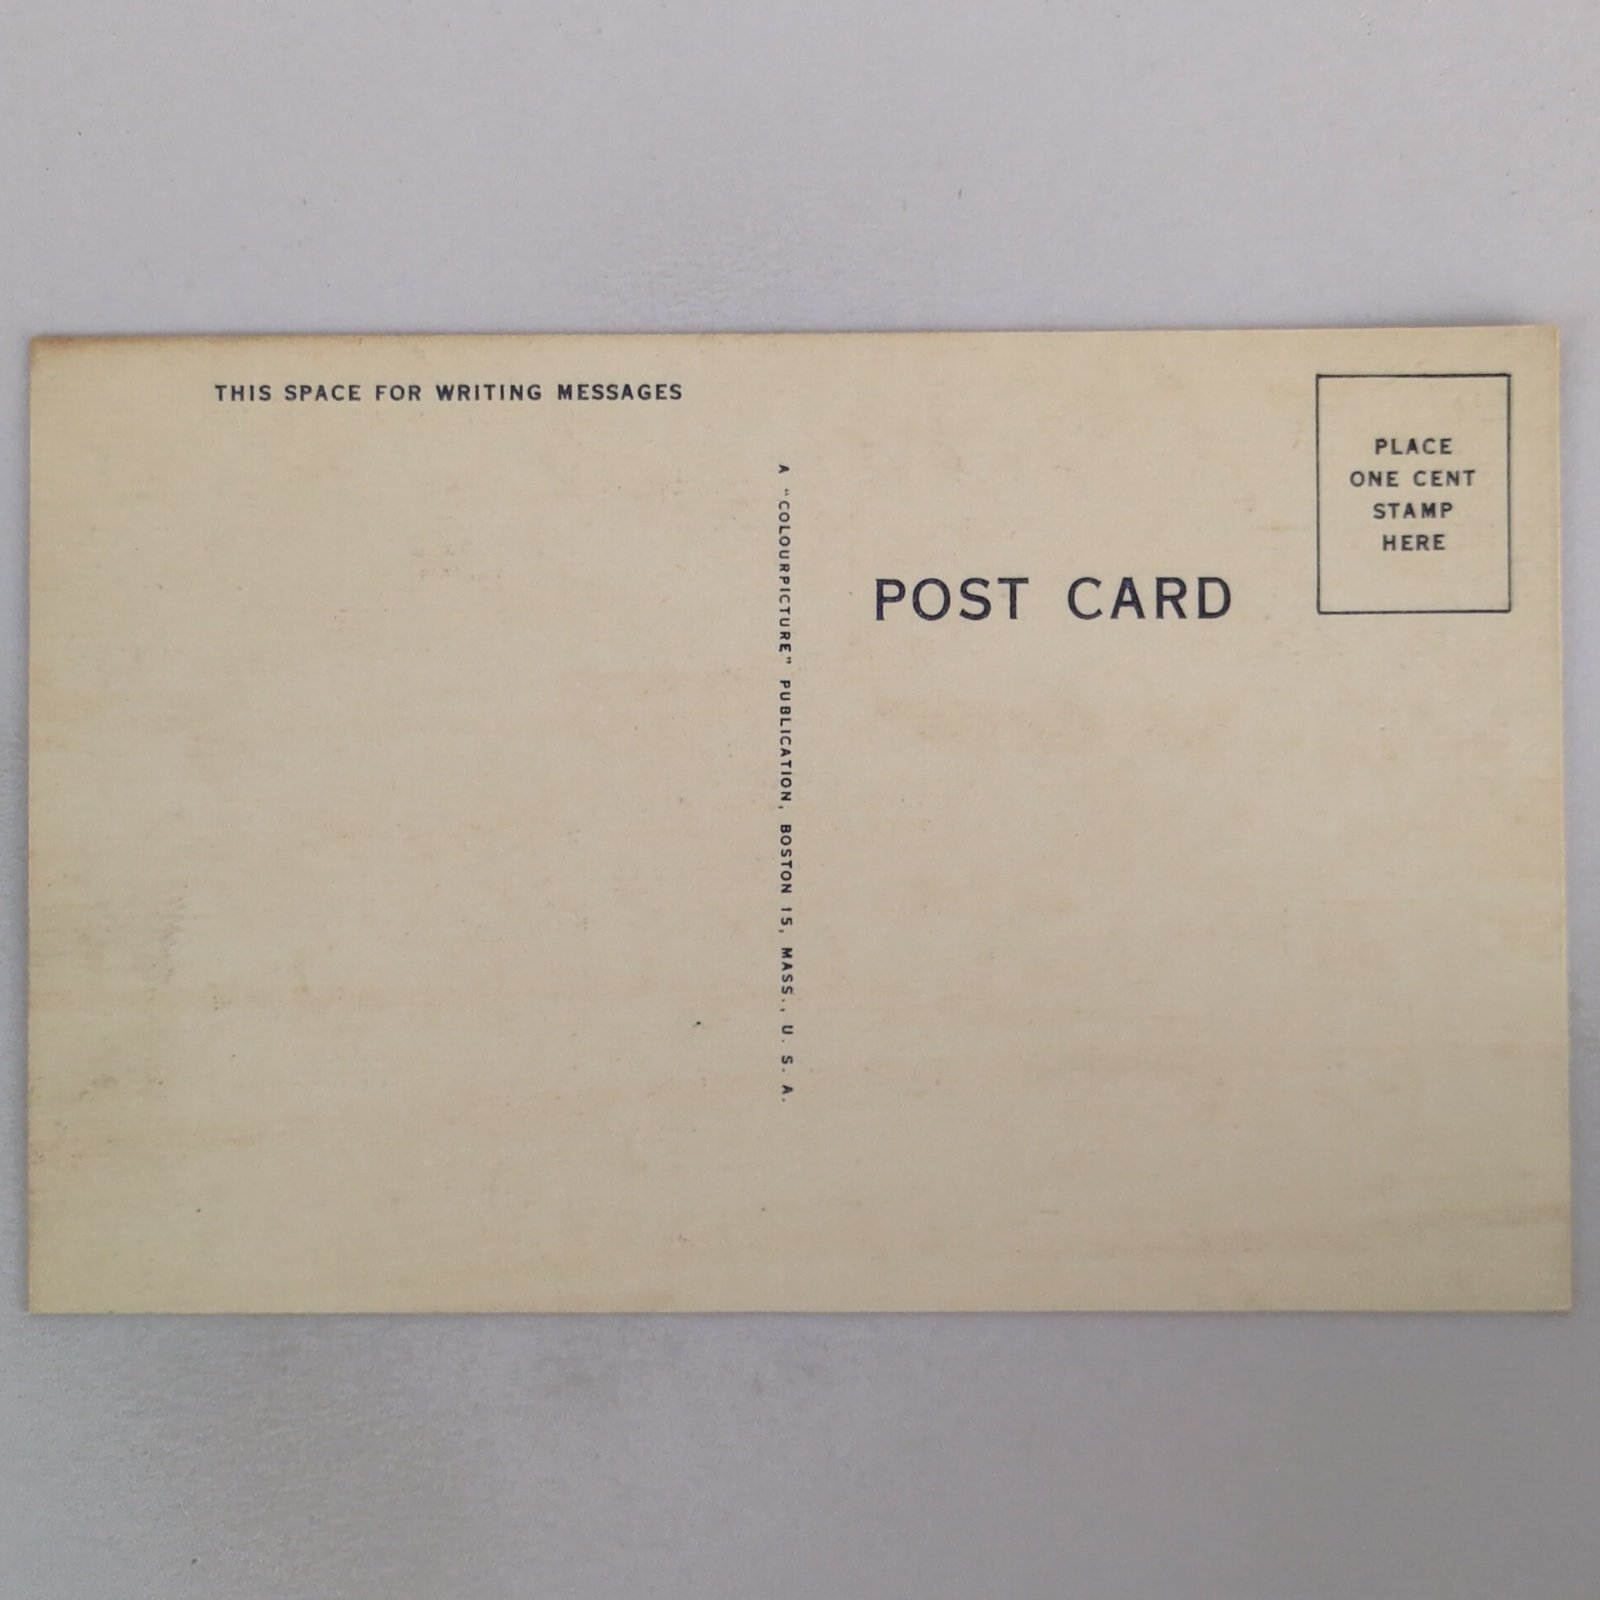 THIS SPACE FOR WRITING MESSAGES
A "COLOURPICTURE" PUBLICATION, BOSTON 15, MASS., U. S. A.
POST CARD
PLACE
ONE CENT
STAMP
HERE